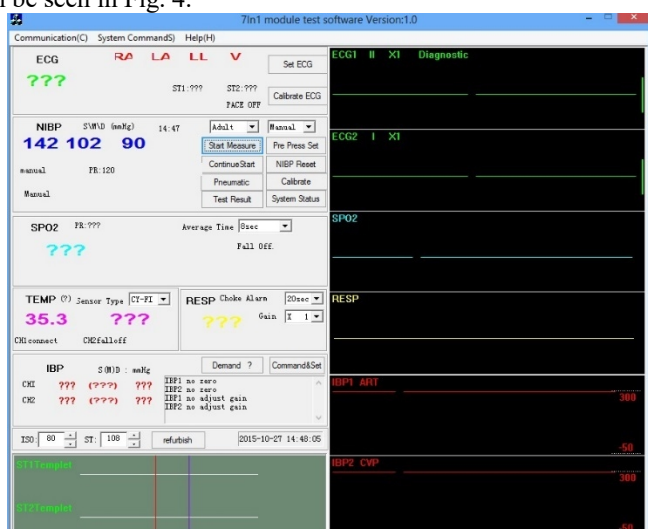 n be seen in Fig. 4.
7In1 module test software Version:1.0
Communication(C) System CommandS) Help(H)
ECG RA LA LL V Set ECG
???
ST1:??? ST2:??? Calibrate ECG
PACE OFF
NIBP S\M\D (mmHg) 14:47 Adult Manual
142 102 90 Start Measure Pre Press Set
manual PR:120 ContinueStart NIBP Reset
Pneumatic Calibrate
Manual Test Result System Status
SPO2 PR:??? Average Time 8sec
??? Fall Off
TEMP (?) Sensor Type CY-FI
35.3 ???
CH1connect CH2falloff
RESP Choke Alarm 20sec
??? Gain X 1
IBP S(M)D : mmHg Demand ? Command&Set
CH1 ??? (???) ???
CH2 ??? (???) ???
IBP1 no zero
IBP2 no zero
IBP1 no adjust gain
IBP2 no adjust gain
ISO: 80 ST: 108 refurbish 2015-10-27 14:48:05
ST1Templet
ST2Templet
ECG1 II X1 Diagnostic
ECG2 I X1
SPO2
RESP
IBP1 ART
300
-50
IBP2 CVP
300
-50